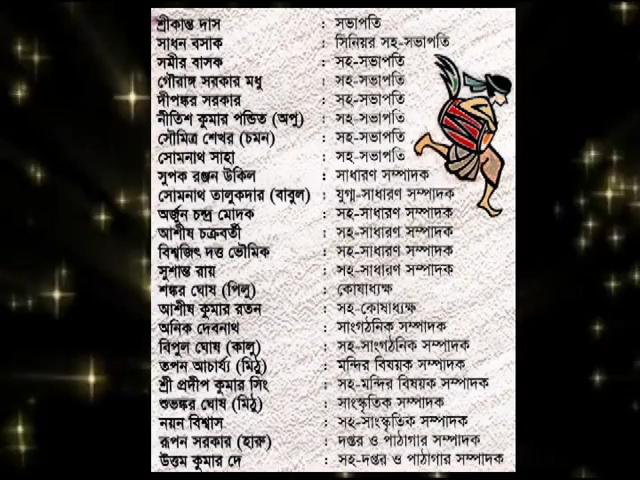 শ্রীকান্ত দাস : সভাপতি
সাধন বসাক : সিনিয়র সহ-সভাপতি
সমীর বাসক : সহ-সভাপতি
গৌরাঙ্গ সরকার মধু : সহ-সভাপতি
দীপঙ্কর সরকার : সহ-সভাপতি
নীতিশ কুমার পন্ডিত (অপু) : সহ-সভাপতি
সৌমিত্র শেখর (চমন) : সহ-সভাপতি
সোমনাথ সাহা : সহ-সভাপতি
সুপক রঞ্জন উকিল : সাধারণ সম্পাদক
সোমনাথ তালুকদার (বাবুল) : যুগ্ম-সাধারণ সম্পাদক
অর্জুন চন্দ্র মোদক : সহ-সাধারণ সম্পাদক
আশীষ চক্রবর্তী : সহ-সাধারণ সম্পাদক
বিশ্বজিৎ দত্ত ভৌমিক : সহ-সাধারণ সম্পাদক
সুশান্ত রায় : সহ-সাধারণ সম্পাদক
শঙ্কর ঘোষ (পিলু) : কোষাধ্যক্ষ
আশীষ কুমার রতন : সহ-কোষাধ্যক্ষ
অনিক দেবনাথ : সাংগঠনিক সম্পাদক
বিপুল ঘোষ (কালু) : সহ-সাংগঠনিক সম্পাদক
তপন আচার্য্য (মিঠু) : মন্দির বিষয়ক সম্পাদক
শ্রী প্রদীপ কুমার সিং : সহ-মন্দির বিষয়ক সম্পাদক
শুভঙ্কর ঘোষ (মিঠু) : সাংস্কৃতিক সম্পাদক
নয়ন বিশ্বাস : সহ-সাংস্কৃতিক সম্পাদক
রূপন সরকার (হারু) : দপ্তর ও পাঠাগার সম্পাদক
উত্তম কুমার দে : সহ-দপ্তর ও পাঠাগার সম্পাদক